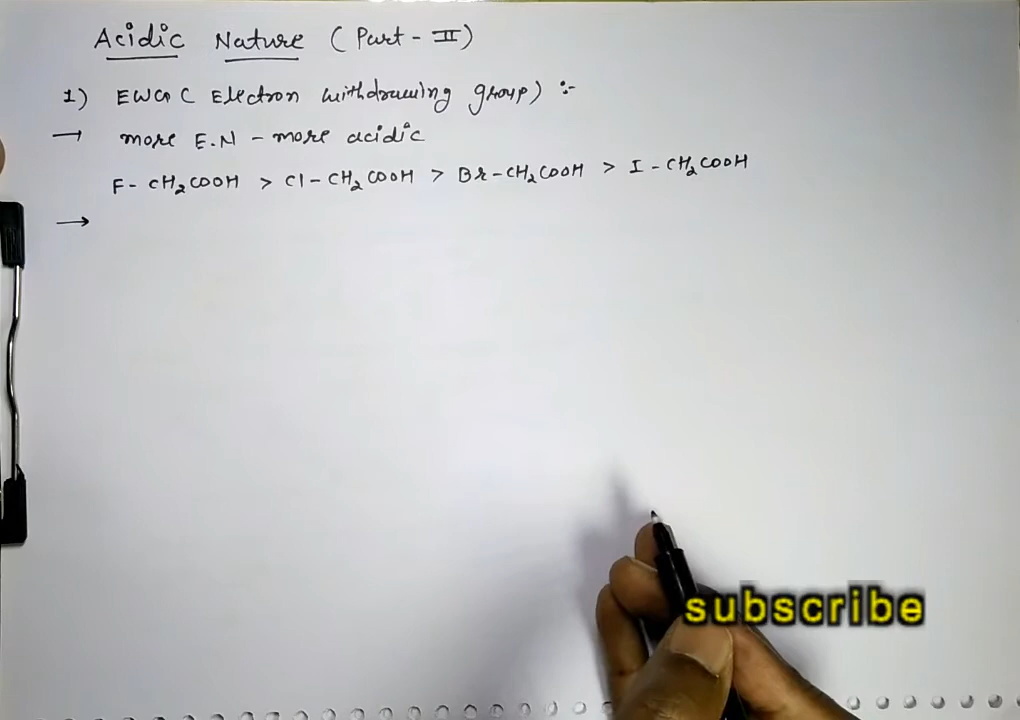 Acidic Nature (Part - II)
1) EWG ( Electron withdrawing group) :-
→ more E.N - more acidic
F - CH₂COOH > Cl - CH₂COOH > Br - CH₂COOH > I - CH₂COOH
→
subscribe